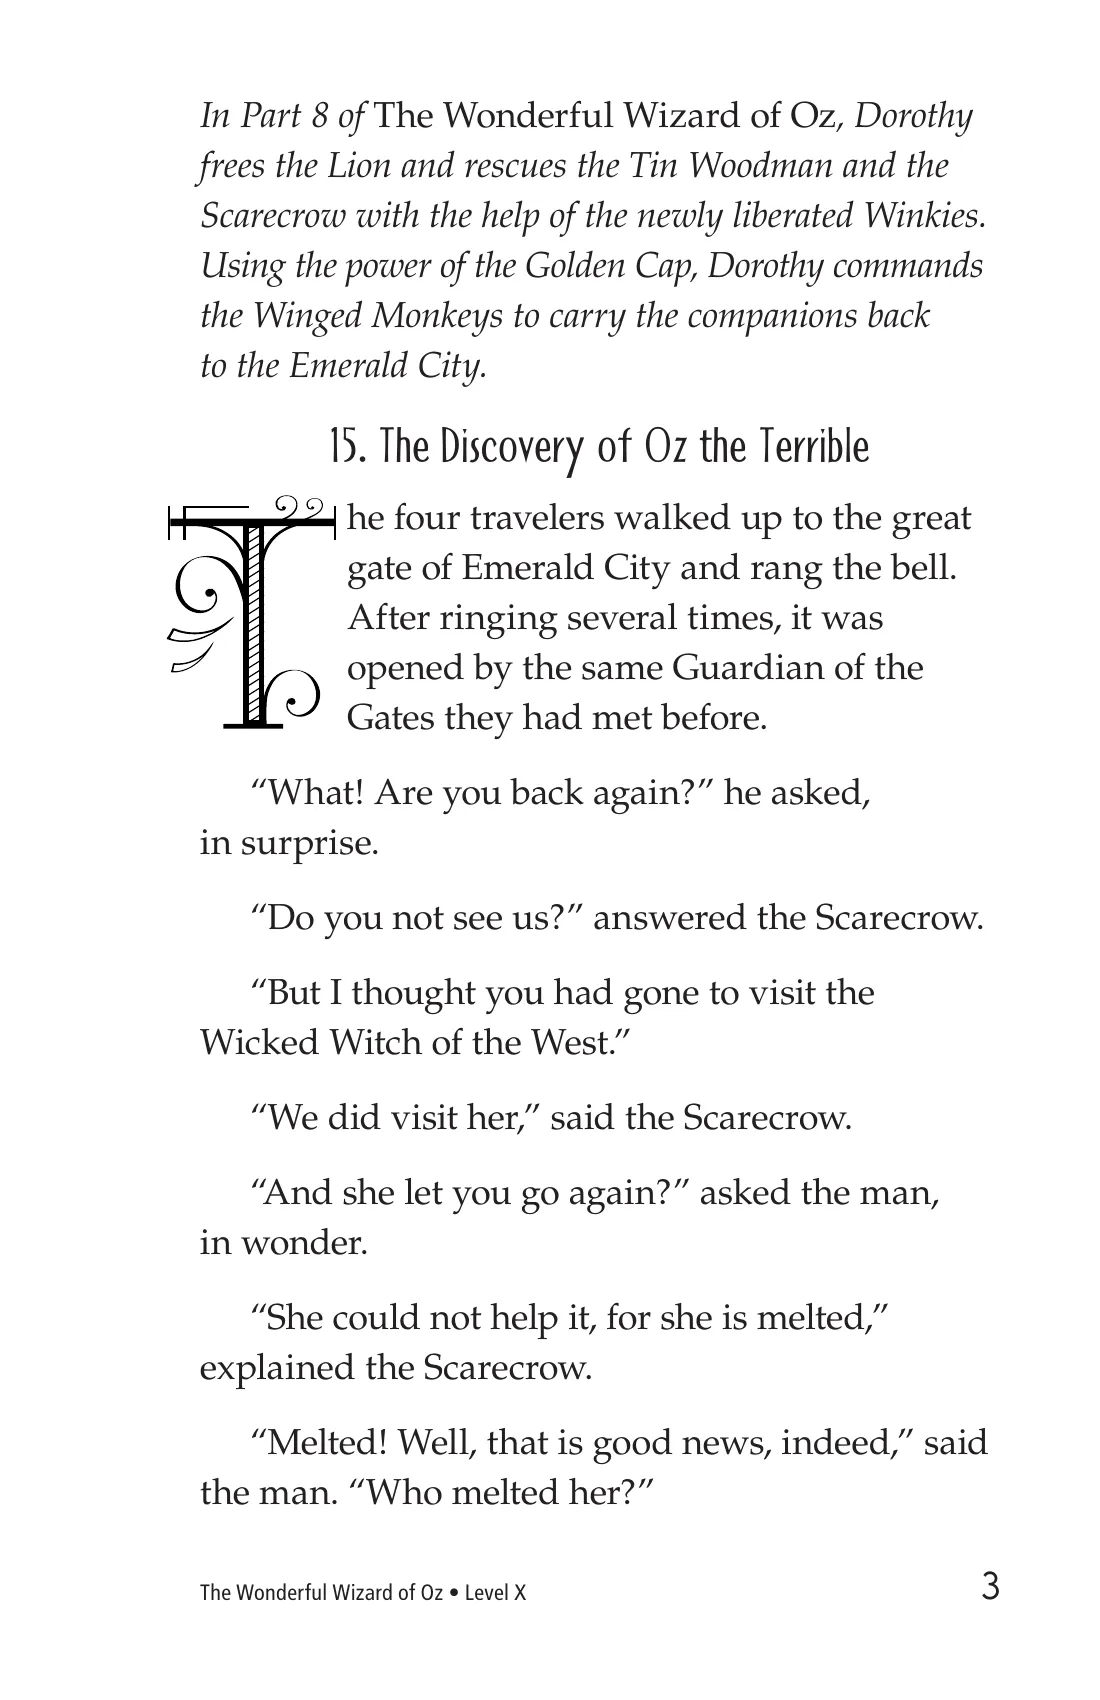 In Part 8 of The Wonderful Wizard of Oz, Dorothy
frees the Lion and rescues the Tin Woodman and the
Scarecrow with the help of the newly liberated Winkies.
Using the power of the Golden Cap, Dorothy commands
the Winged Monkeys to carry the companions back
to the Emerald City.
15. The Discovery of Oz the Terrible
The four travelers walked up to the great
gate of Emerald City and rang the bell.
After ringing several times, it was
opened by the same Guardian of the
Gates they had met before.
“What! Are you back again?” he asked,
in surprise.
“Do you not see us?” answered the Scarecrow.
“But I thought you had gone to visit the
Wicked Witch of the West.”
“We did visit her,” said the Scarecrow.
“And she let you go again?” asked the man,
in wonder.
“She could not help it, for she is melted,”
explained the Scarecrow.
“Melted! Well, that is good news, indeed,” said
the man. “Who melted her?”
The Wonderful Wizard of Oz • Level X
3